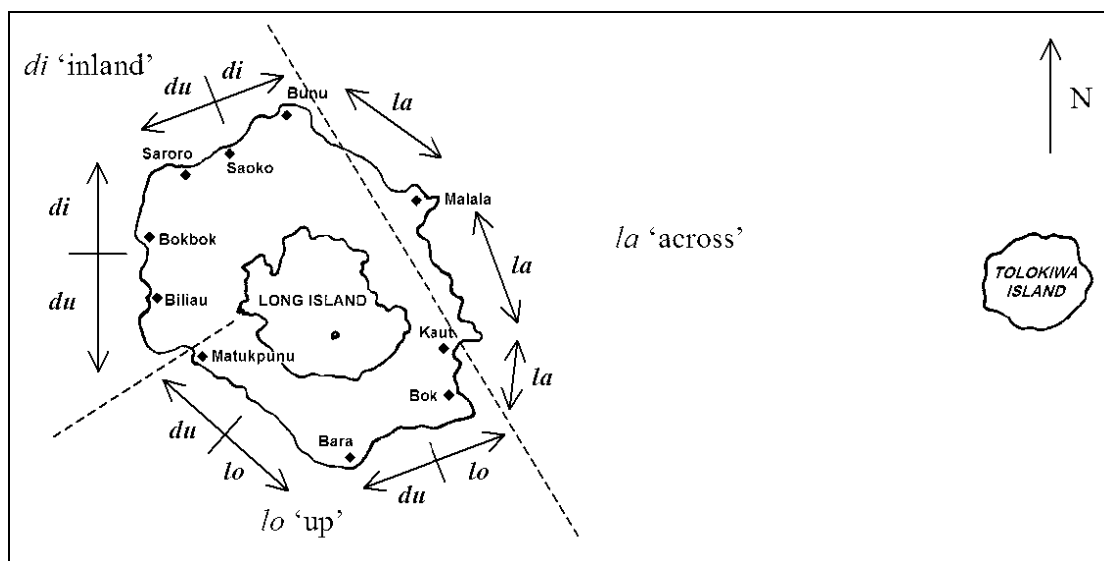 di 'inland'
du
di
Bunu
la
N
Saroro
Saoko
di
Malala
Bokbok
la 'across'
la
TOLOKIWA
ISLAND
du
Biliau
LONG ISLAND
Kaut
Matukpunu
la
Bok
du
lo
Bara
du
lo
lo 'up'